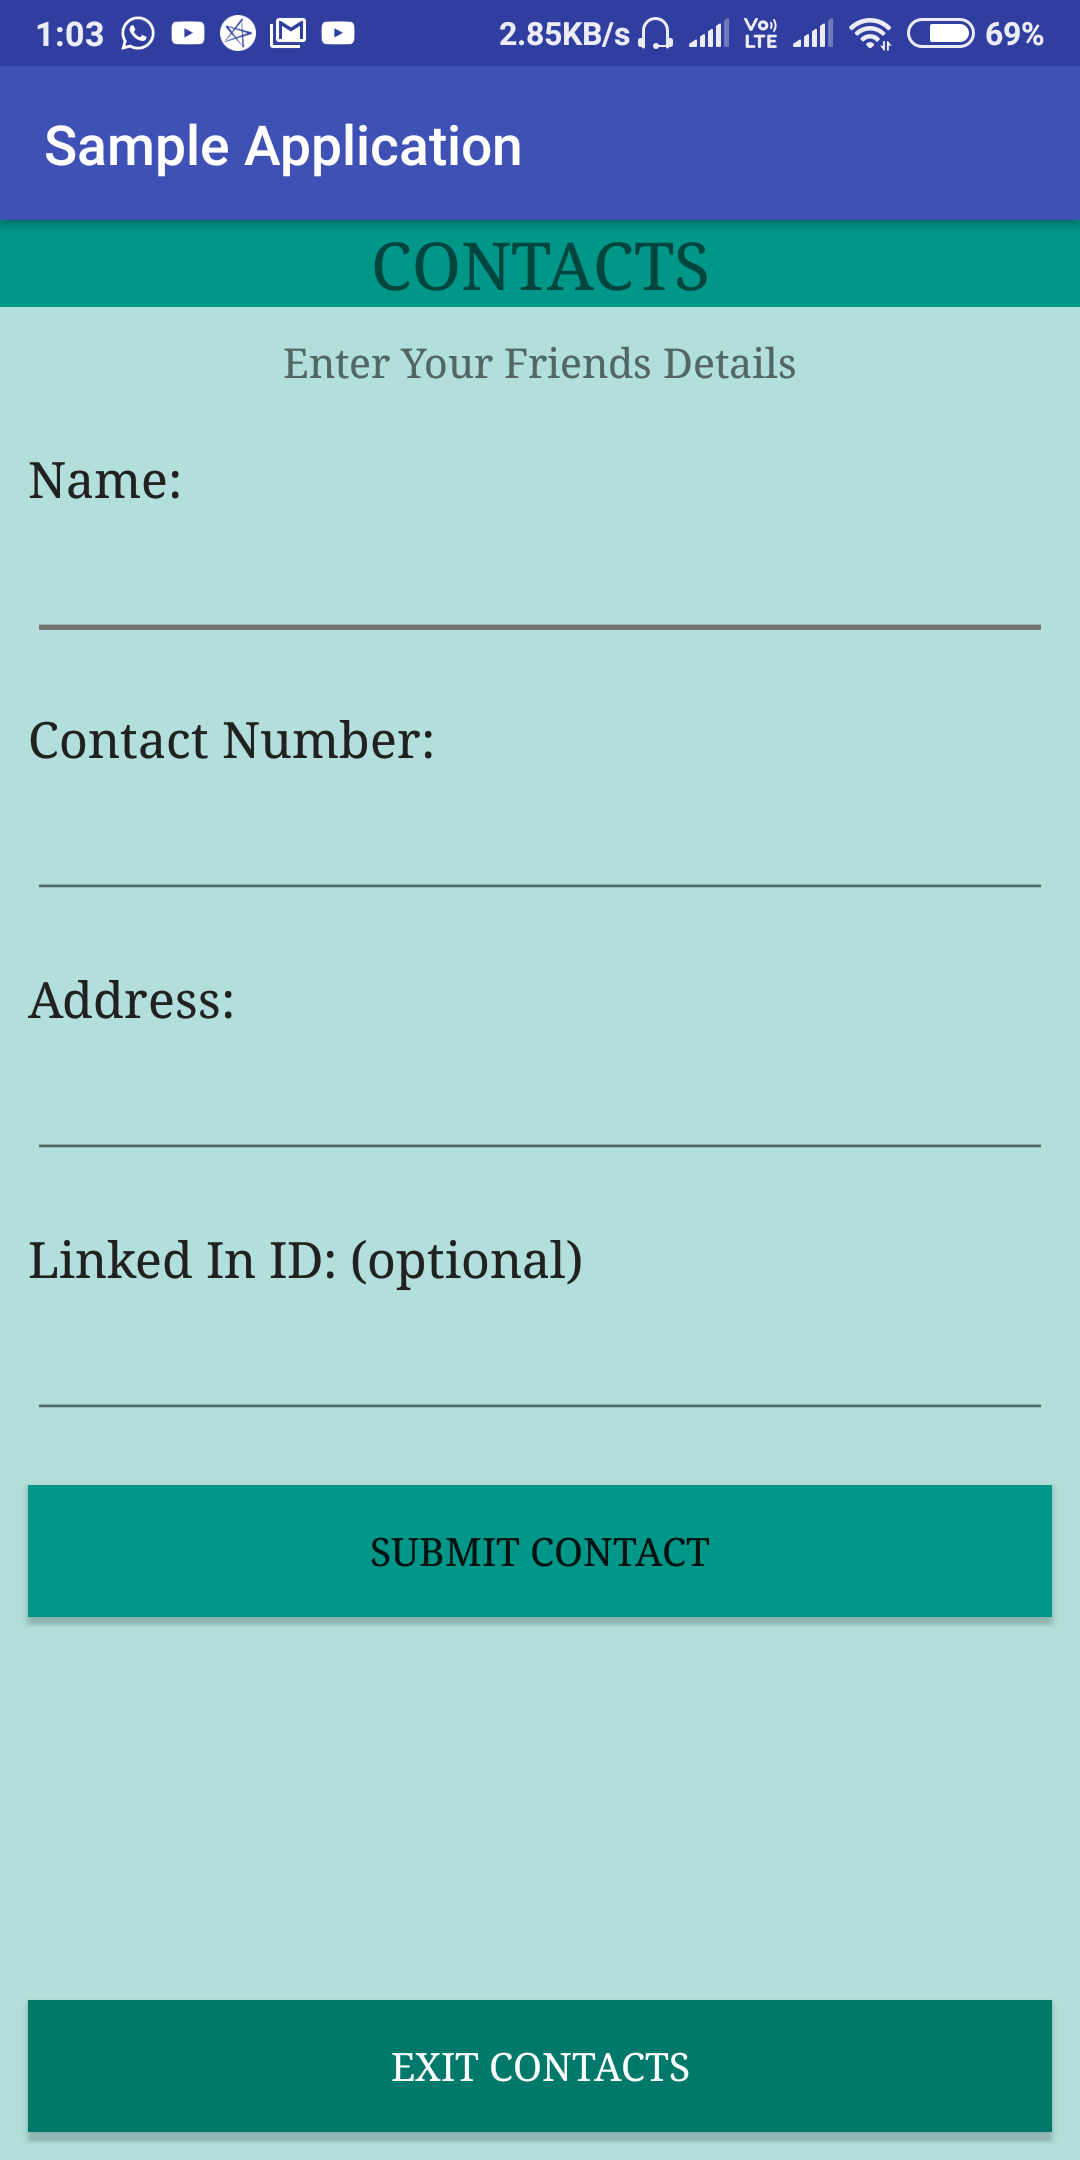 1:03 2.85KB/s Vo)) LTE 69%
Sample Application
CONTACTS
Enter Your Friends Details
Name:
Contact Number:
Address:
Linked In ID: (optional)
SUBMIT CONTACT
EXIT CONTACTS